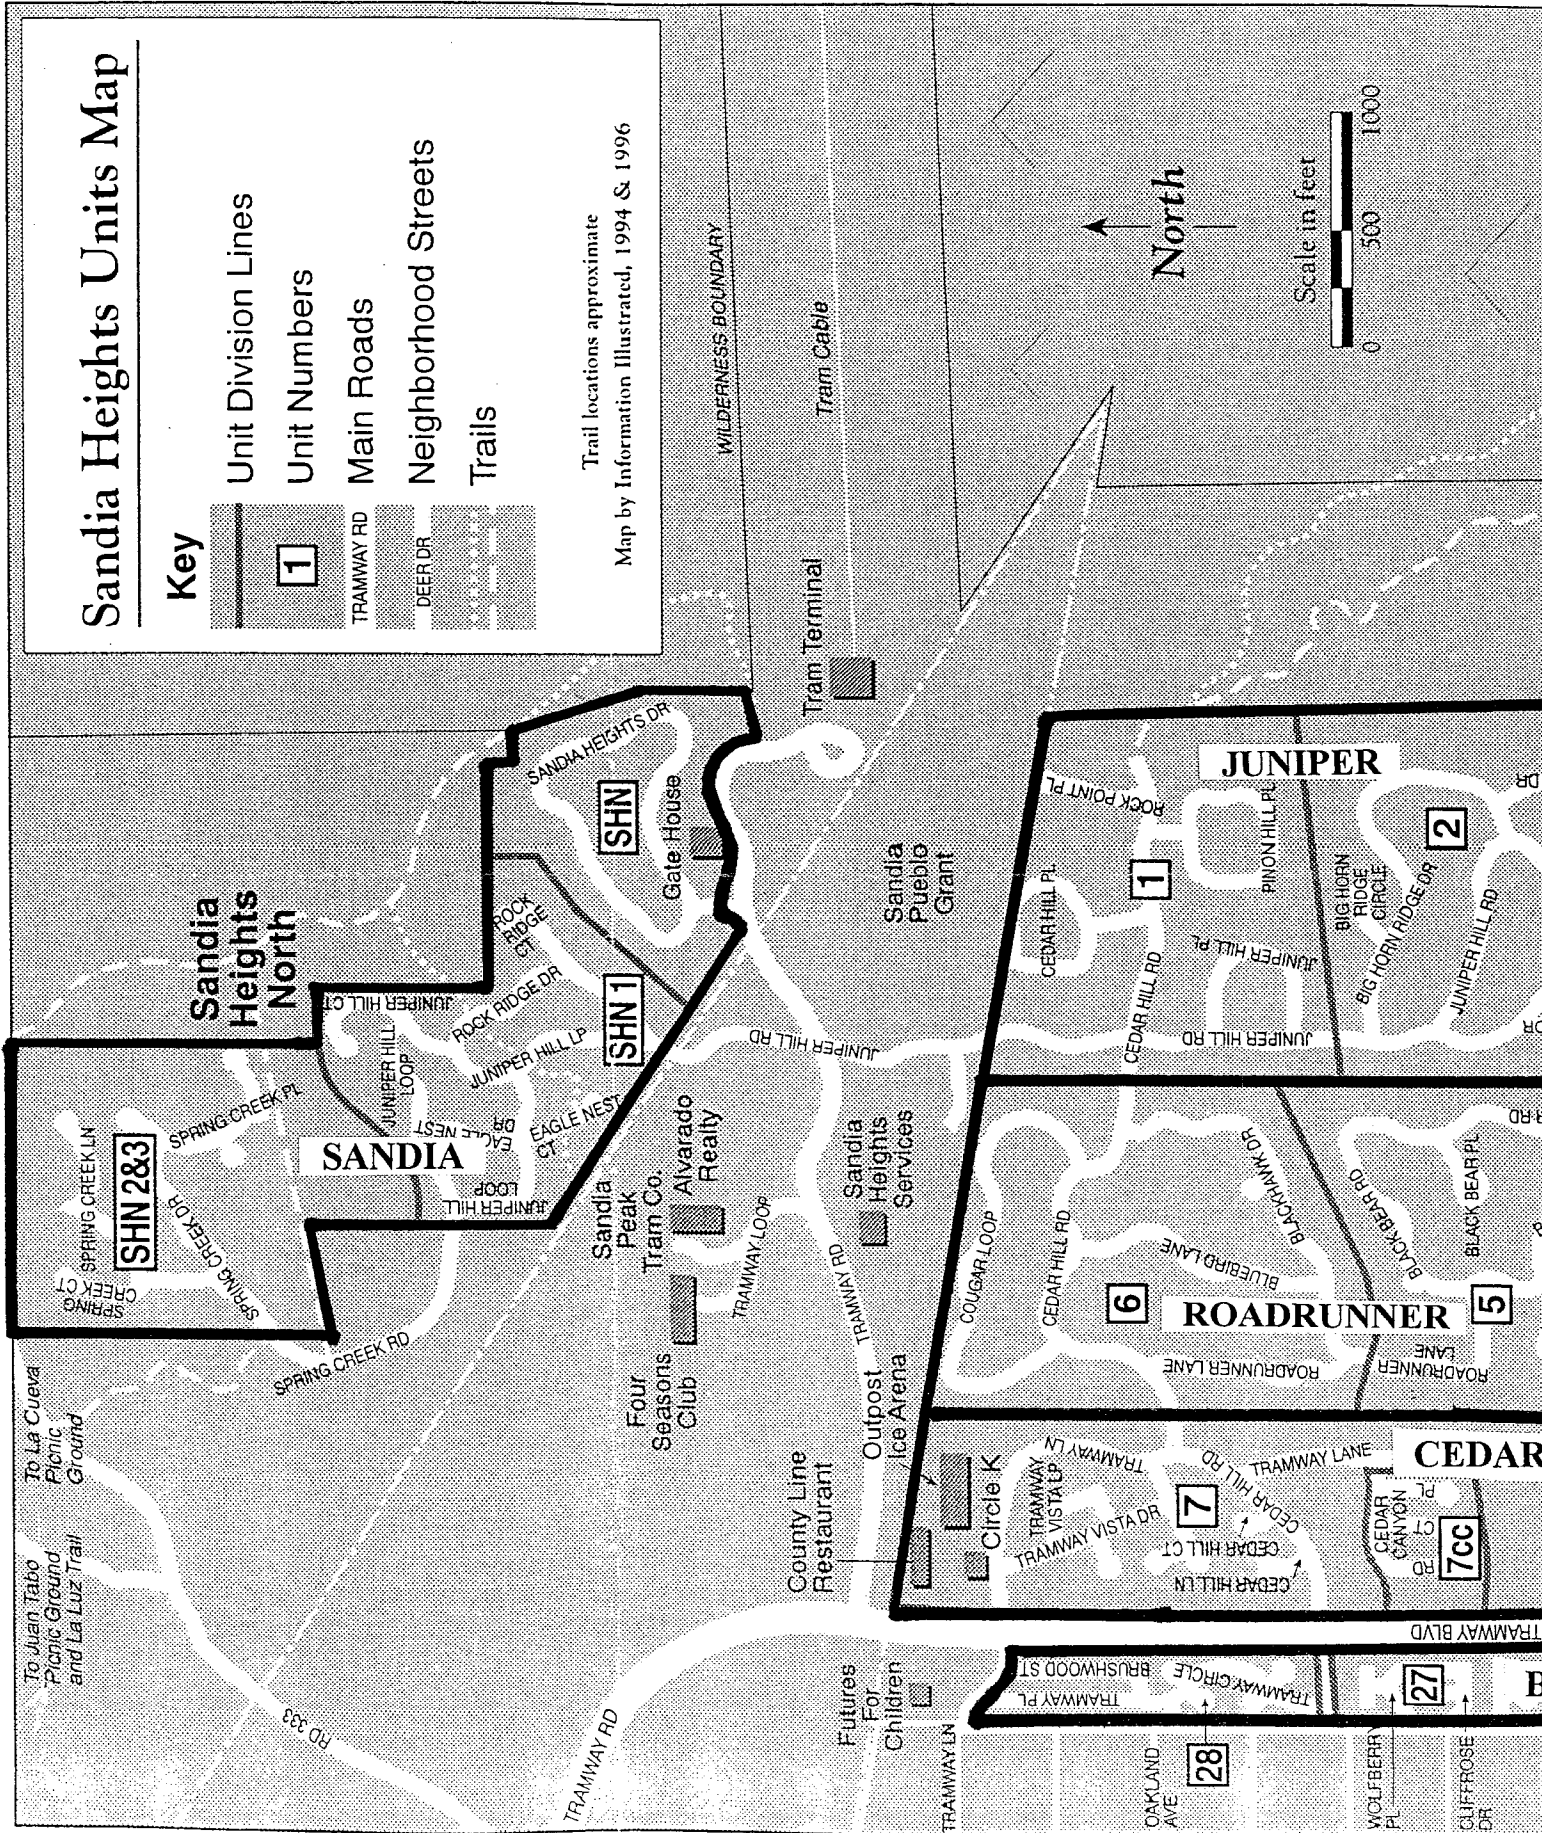 Sandia Heights Units Map
Key
Unit Division Lines
1
Unit Numbers
TRAMWAY RD
Main Roads
DEER DR
Neighborhood Streets
Trails
Trail locations approximate
Map by Information Illustrated, 1994 & 1996
WILDERNESS BOUNDARY
Tram Cable
North
Scale in feet
0
500
1000
Tram Terminal
Sandia
Heights
North
SANDIA HEIGHTS DR
SHN
Gate House
ROCK
RIDGE
CT
ROCK RIDGE DR
SHN 1
JUNIPER HILL CT
JUNIPER HILL
LOOP
JUNIPER HILL LP
EAGLE NEST
DR
EAGLE NEST
CT
JUNIPER HILL
LOOP
SANDIA
SPRING CREEK PL
SPRING CREEK LN
SHN 2&3
SPRING CREEK DR
SPRING
CREEK CT
SPRING CREEK RD
To La Cueva
Picnic
Ground
To Juan Tabo
Picnic Ground
and La Luz Trail
RD 333
TRAMWAY RD
Sandia
Peak
Tram Co.
Alvarado
Realty
Four
Seasons
Club
TRAMWAY LOOP
TRAMWAY RD
JUNIPER HILL RD
Sandia
Heights
Services
Sandia
Pueblo
Grant
Outpost
Ice Arena
County Line
Restaurant
Circle K
Futures
For
Children
TRAMWAY LN
JUNIPER
ROCK POINT PL
CEDAR HILL PL
1
PINON HILL PL
JUNIPER HILL PL
CEDAR HILL RD
JUNIPER HILL RD
BIG HORN
RIDGE
CIRCLE
BIG HORN RIDGE DR
2
JUNIPER HILL RD
DR
DR
COUGAR LOOP
CEDAR HILL RD
6
BLUEBIRD LANE
BLACKHAWK DR
ROADRUNNER
ROADRUNNER LANE
ROADRUNNER
LANE
BLACK BEAR RD
BLACK BEAR PL
5
CEDAR
TRAMWAY LN
TRAMWAY
VISTA LP
TRAMWAY VISTA DR
7
CEDAR HILL RD
TRAMWAY LANE
CEDAR HILL CT
CEDAR HILL LN
CEDAR
CANYON
PL
CT
RD
7CC
TRAMWAY BLVD
BRUSHWOOD ST
TRAMWAY PL
TRAMWAY CIRCLE
27
B
28
OAKLAND
AVE
WOLFBERRY
PL
CLIFFROSE
DR